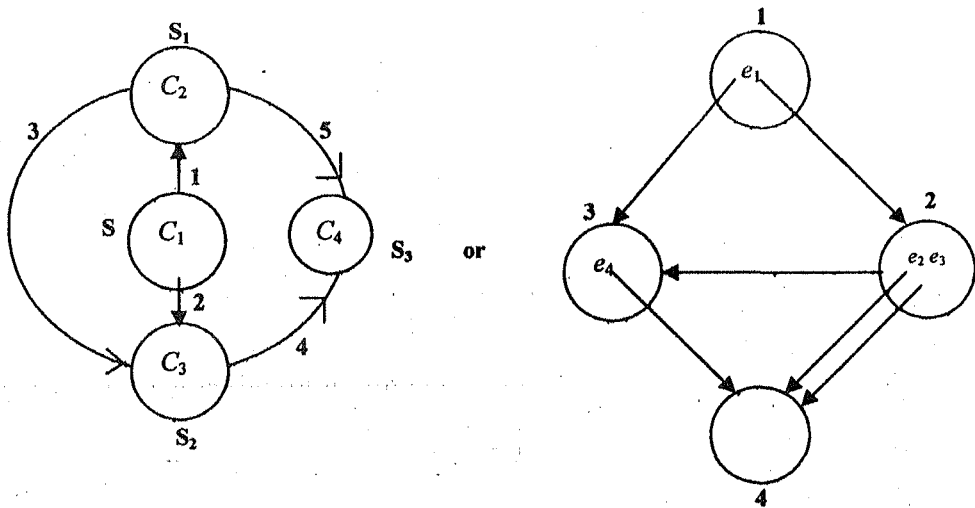 S₁
C₂
3
5
1
S
C₁
C₄
S₃
2
C₃
4
S₂
or
1
e₁
3
2
e₄
e₂ e₃
4